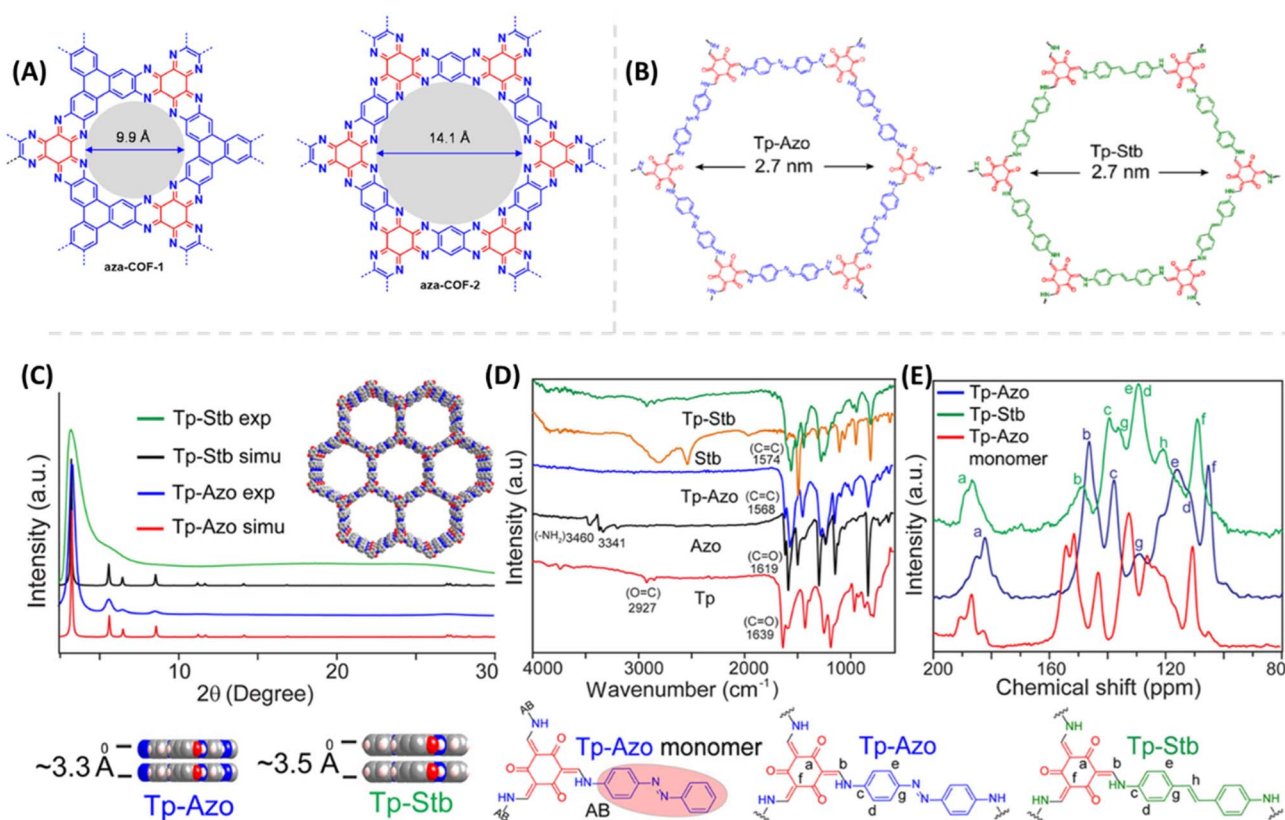 (A)
9.9 Å
aza-COF-1
14.1 Å
aza-COF-2
(B)
Tp-Azo
2.7 nm
Tp-Stb
2.7 nm
(C)
Intensity (a.u.)
Tp-Stb exp
Tp-Stb simu
Tp-Azo exp
Tp-Azo simu
10 20 30
2θ (Degree)
(D)
Intensity (a.u.)
Tp-Stb
Stb
(C=C)
1574
Tp-Azo
(C=C)
1568
(-NH₂)3460
3341
Azo
(C=O)
1619
Tp
(O=C)
2927
(C=O)
1639
4000 3000 2000 1000
Wavenumber (cm⁻¹)
(E)
Intensity (a.u.)
Tp-Azo
Tp-Stb
Tp-Azo
monomer
a b c g e d h f
a b c g e d f
200 160 120 80
Chemical shift (ppm)
~3.3 Å
Tp-Azo
~3.5 Å
Tp-Stb
AB
NH
O
Tp-Azo monomer
N
AB
Tp-Azo
a b c d e f g
Tp-Stb
a b c d e f g h